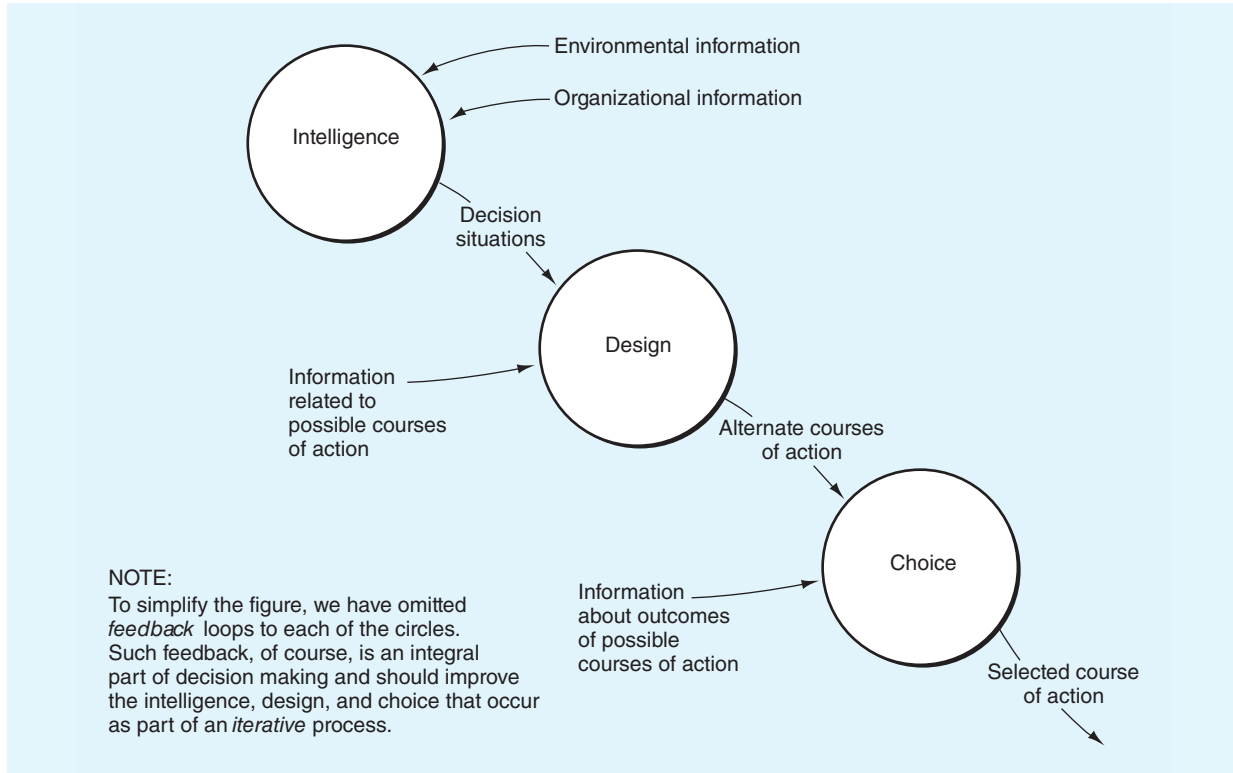 Environmental information
Organizational information
Intelligence
Decision
situations
Design
Information
related to
possible courses
of action
Alternate courses
of action
Choice
Information
about outcomes
of possible
courses of action
Selected course
of action
NOTE:
To simplify the figure, we have omitted
feedback loops to each of the circles.
Such feedback, of course, is an integral
part of decision making and should improve
the intelligence, design, and choice that occur
as part of an iterative process.